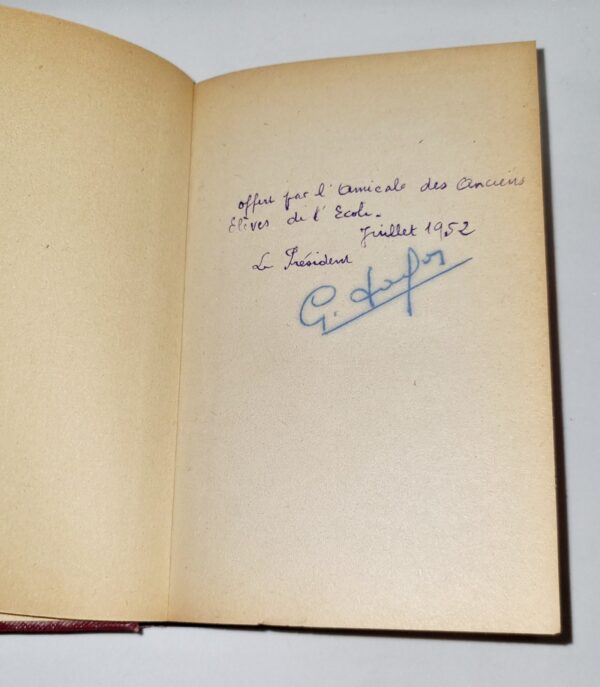 offert par l'Amicale des Anciens
Elèves de l'Ecole.
Juillet 1952
Le Président
G.